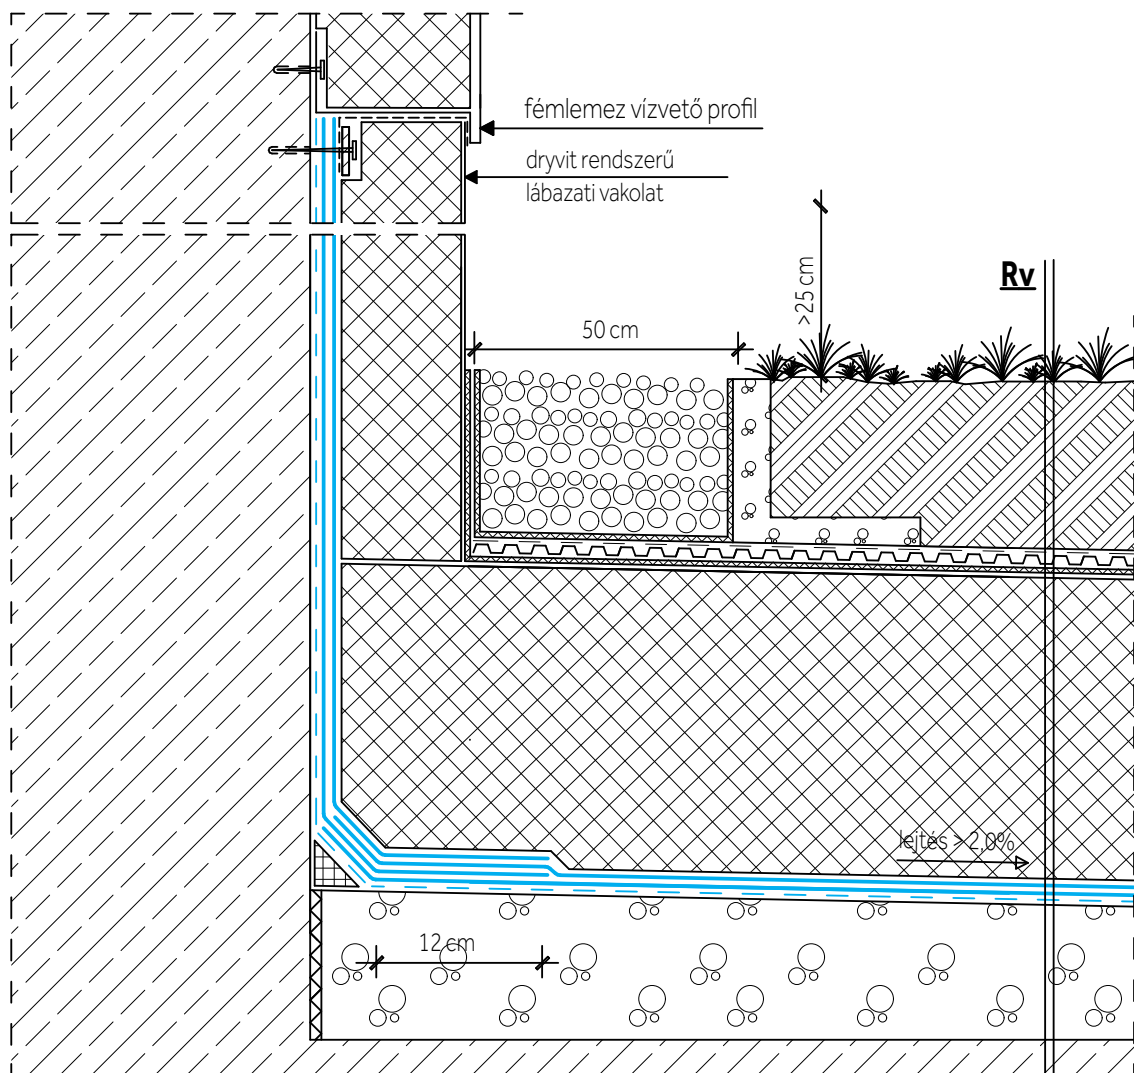 fémlemez vízvető profil
dryvit rendszerű
lábazati vakolat
>25 cm
Rv
50 cm
lejtés > 2,0%
12 cm